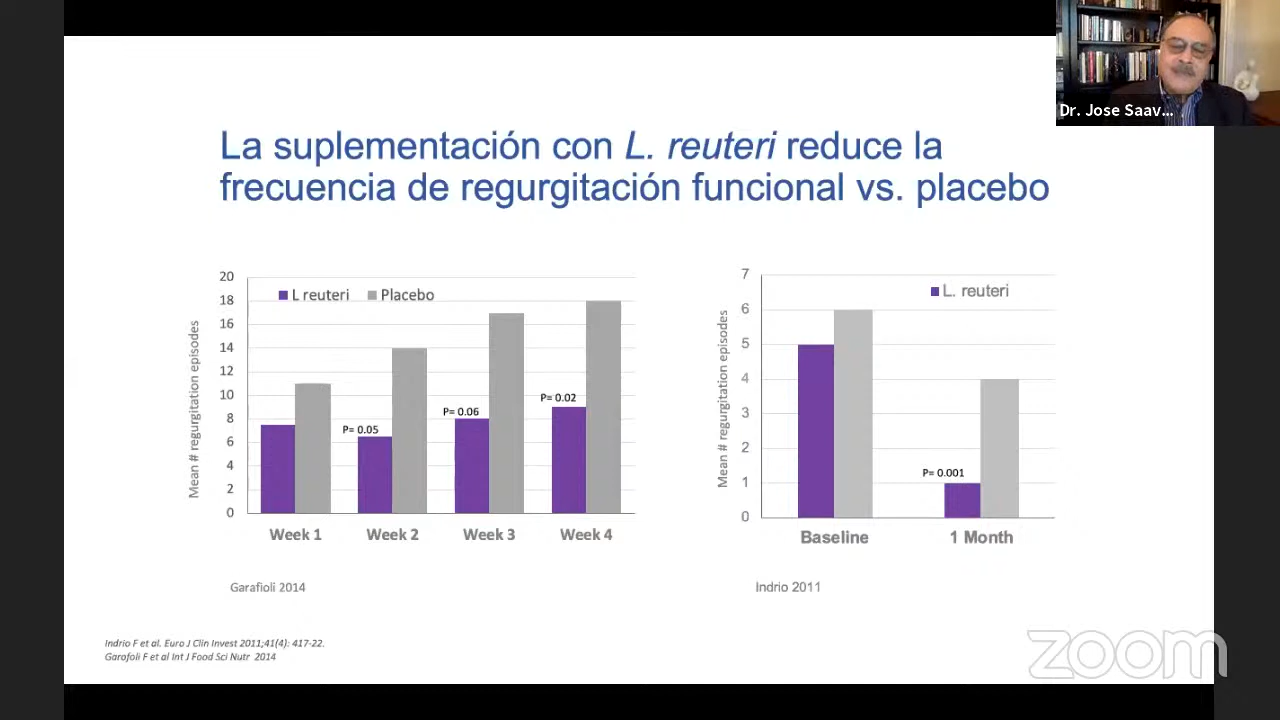 Dr. Jose Saav...
La suplementación con L. reuteri reduce la
frecuencia de regurgitación funcional vs. placebo
Mean # regurgitation episodes
20
18
16
14
12
10
8
6
4
2
0
L reuteri Placebo
P= 0.05
P= 0.06
P= 0.02
Week 1 Week 2 Week 3 Week 4
Garafioli 2014
Mean # regurgitation episodes
7
6
5
4
3
2
1
0
L. reuteri
P= 0.001
Baseline 1 Month
Indrio 2011
Indrio F et al. Euro J Clin Invest 2011;41(4): 417-22.
Garafoli F et al Int J Food Sci Nutr 2014
zoom